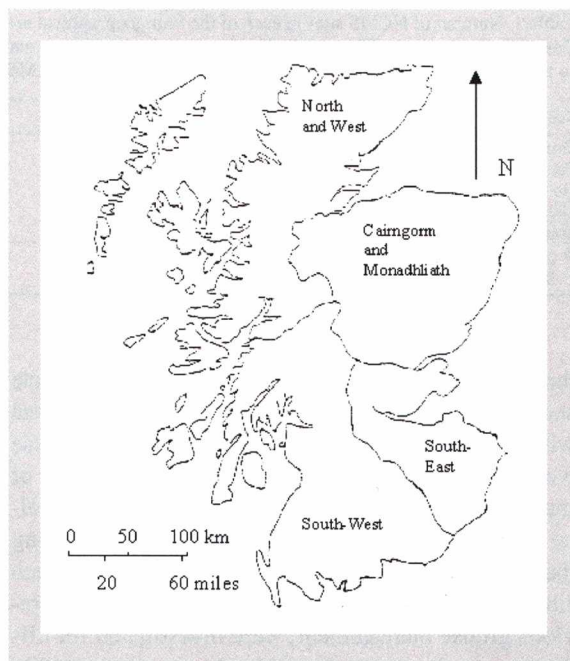 North
and West
N
Cairngorm
and
Monadhliath
South-
East
South-West
0 50 100 km
20 60 miles